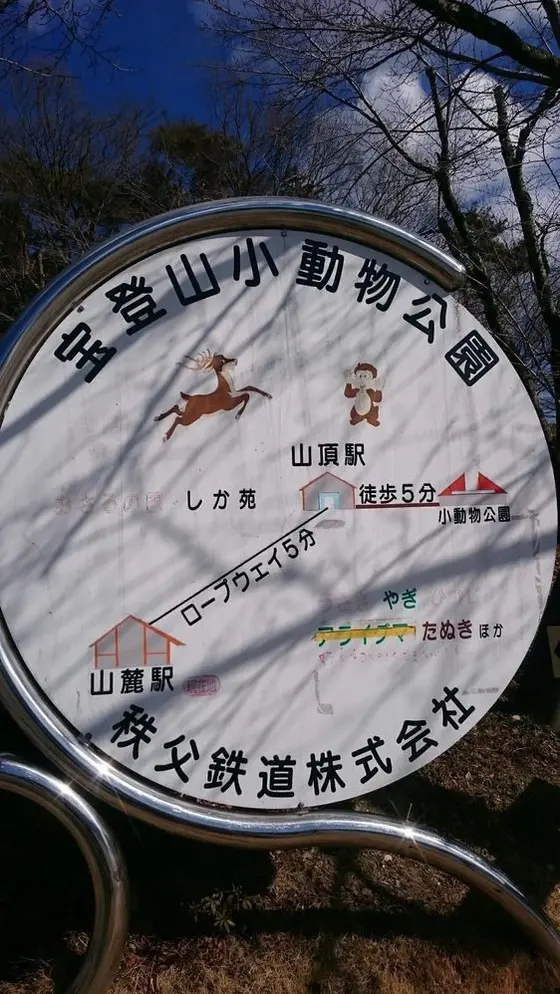 宝登山小動物公園
山頂駅
しか苑
徒歩5分
小動物公園
ロープウェイ5分
やぎ
アライグマ たぬき ほか
山麓駅
秩父鉄道株式会社